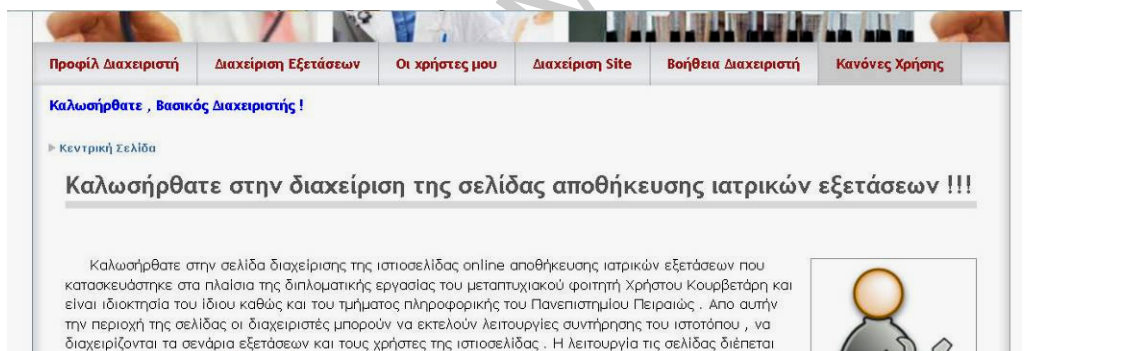 Προφίλ Διαχειριστή Διαχείριση Εξετάσεων Οι χρήστες μου Διαχείριση Site Βοήθεια Διαχειριστή Κανόνες Χρήσης
Καλωσήρθατε , Βασικός Διαχειριστής !
Κεντρική Σελίδα
Καλωσήρθατε στην διαχείριση της σελίδας αποθήκευσης ιατρικών εξετάσεων !!!
Καλωσήρθατε στην σελίδα διαχείρισης της ιστιοσελίδας online αποθήκευσης ιατρικών εξετάσεων που
κατασκευάστηκε στα πλαίσια της διπλοματικής εργασίας του μεταπτυχιακού φοιτητή Χρήστου Κουρβετάρη και
είναι ιδιοκτησία του ίδιου καθώς και του τμήματος πληροφορικής του Πανεπιστημίου Πειραιώς . Απο αυτήν
την περιοχή της σελίδας οι διαχειριστές μπορούν να εκτελούν λειτουργίες συντήρησης του ιστοτόπου , να
διαχειρίζονται τα σενάρια εξετάσεων και τους χρήστες της ιστιοσελίδας . Η λειτουργία τις σελίδας διέπεται